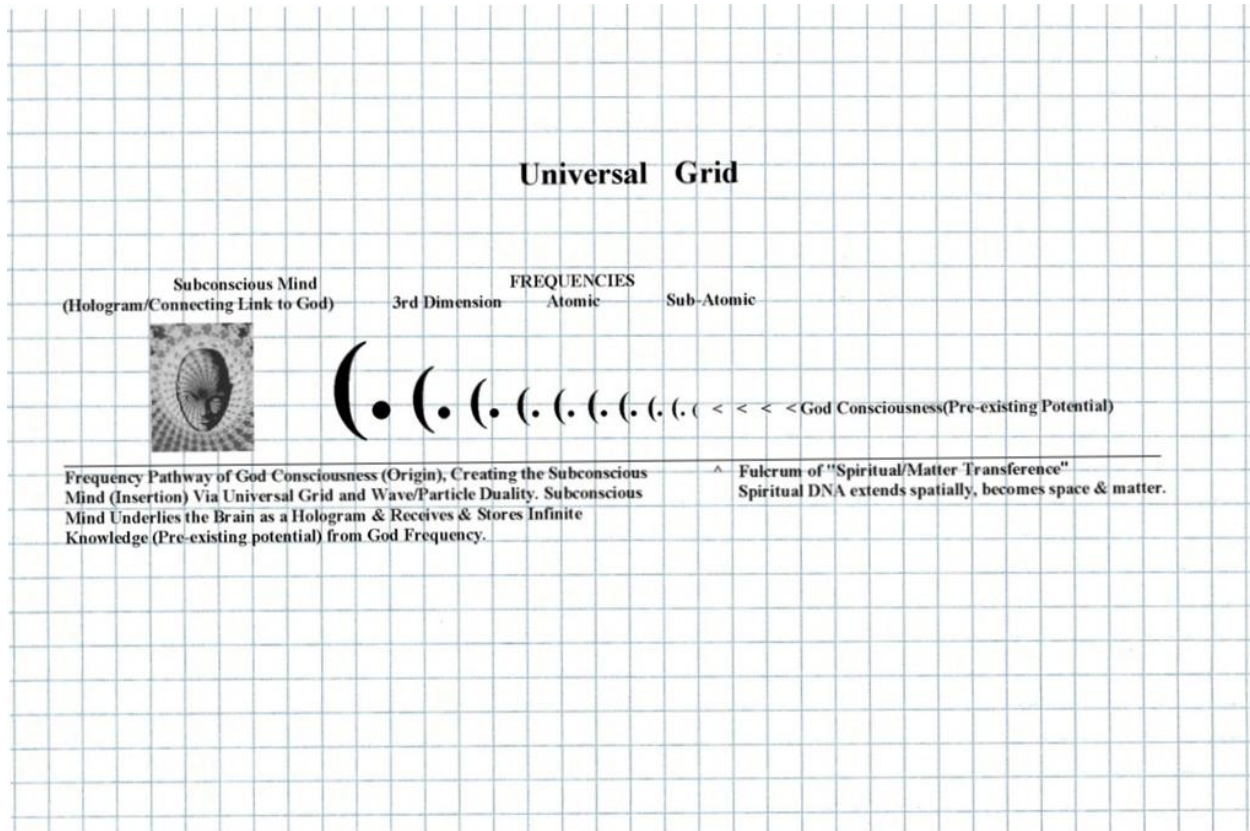 Universal Grid
Subconscious Mind
(Hologram/Connecting Link to God)
FREQUENCIES
3rd Dimension Atomic Sub-Atomic
(. (. (. (. (. (. (. (. (. ( < < < < God Consciousness(Pre-existing Potential)
Frequency Pathway of God Consciousness (Origin), Creating the Subconscious
Mind (Insertion) Via Universal Grid and Wave/Particle Duality. Subconscious
Mind Underlies the Brain as a Hologram & Receives & Stores Infinite
Knowledge (Pre-existing potential) from God Frequency.
^ Fulcrum of "Spiritual/Matter Transference"
Spiritual DNA extends spatially, becomes space & matter.